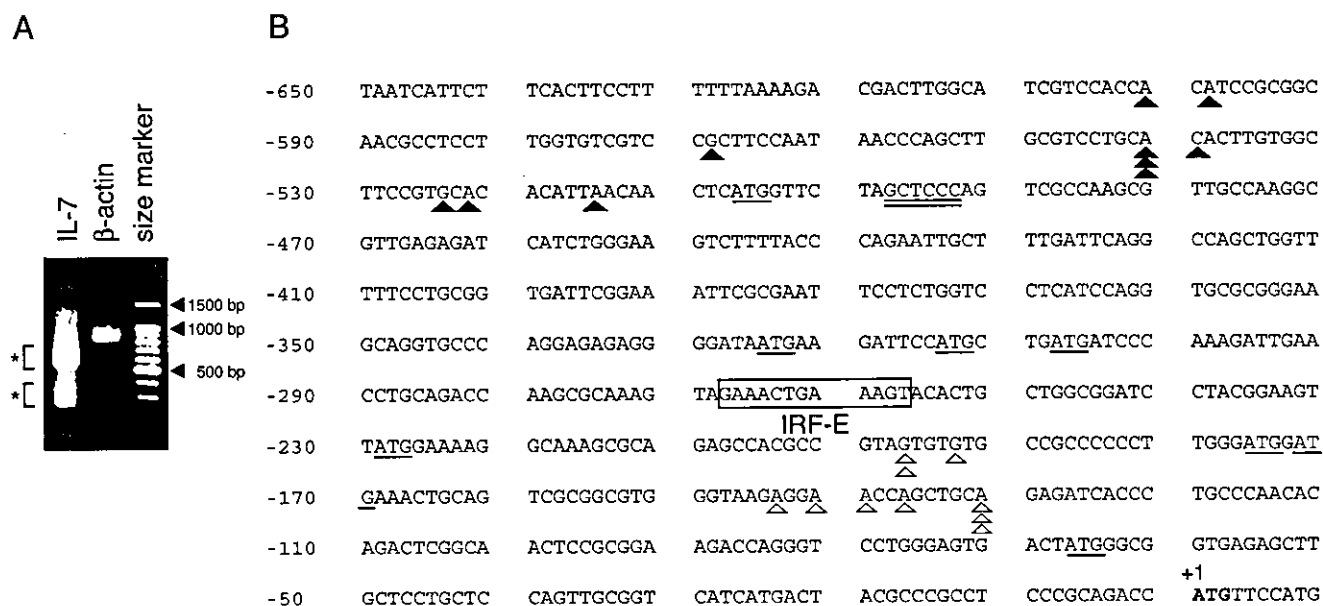 A
B
IL-7
β-actin
size marker
1500 bp
1000 bp
500 bp
*
*
-650 TAATCATTCT TCACTTCCTT TTTTAAAAGA CGACTTGGCA TCGTCCACCA CATCCGCGGC
-590 AACGCCTCCT TGGTGTCGTC CGCTTCCAAT AACCCAGCTT GCGTCCTGCA CACTTGTGGC
-530 TTCCGTGCAC ACATTAACAA CTCATGGTTC TAGCTCCCAG TCGCCAAGCG TTGCCAAGGC
-470 GTTGAGAGAT CATCTGGGAA GTCTTTTACC CAGAATTGCT TTGATTCAGG CCAGCTGGTT
-410 TTTCCTGCGG TGATTCGGAA ATTCGCGAAT TCCTCTGGTC CTCATCCAGG TGCGCGGGAA
-350 GCAGGTGCCC AGGAGAGAGG GGATAATGAA GATTCCATGC TGATGATCCC AAAGATTGAA
-290 CCTGCAGACC AAGCGCAAAG TAGAAACTGA AAGTACACTG CTGGCGGATC CTACGGAAGT
IRF-E
-230 TATGGAAAAG GCAAAGCGCA GAGCCACGCC GTAGTGTGTG CCGCCCCCCT TGGGATGGAT
-170 GAAACTGCAG TCGCGGCGTG GGTAAGAGGA ACCAGCTGCA GAGATCACCC TGCCCAACAC
-110 AGACTCGGCA ACTCCGCGGA AGACCAGGGT CCTGGGAGTG ACTATGGGCG GTGAGAGCTT
+1
-50 GCTCCTGCTC CAGTTGCGGT CATCATGACT ACGCCCGCCT CCCGCAGACC ATGTTCCATG